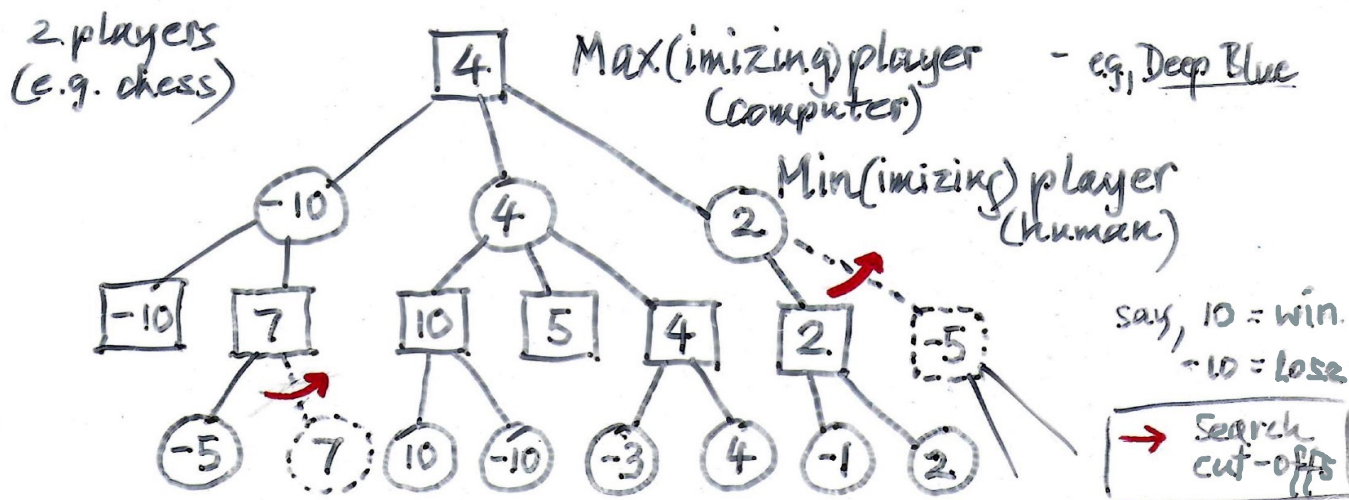 2 players
(e.g. chess)
4
Max(imizing) player
(computer)
- e.g, Deep Blue
Min(imizing) player
(human)
-10
4
2
-10
7
10
5
4
2
-5
say, 10 = win
-10 = Lose
-5
7
10
-10
-3
4
-1
2
→ Search
cut-offs